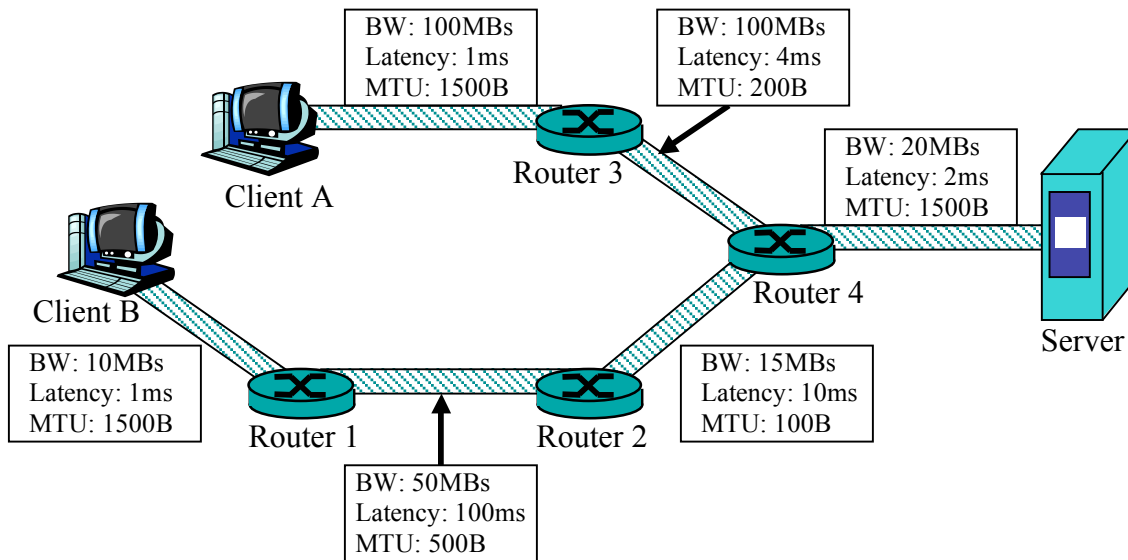 BW: 100MBs
Latency: 1ms
MTU: 1500B
BW: 100MBs
Latency: 4ms
MTU: 200B
Client A
Router 3
BW: 20MBs
Latency: 2ms
MTU: 1500B
Client B
Router 4
Server
BW: 10MBs
Latency: 1ms
MTU: 1500B
Router 1
Router 2
BW: 15MBs
Latency: 10ms
MTU: 100B
BW: 50MBs
Latency: 100ms
MTU: 500B